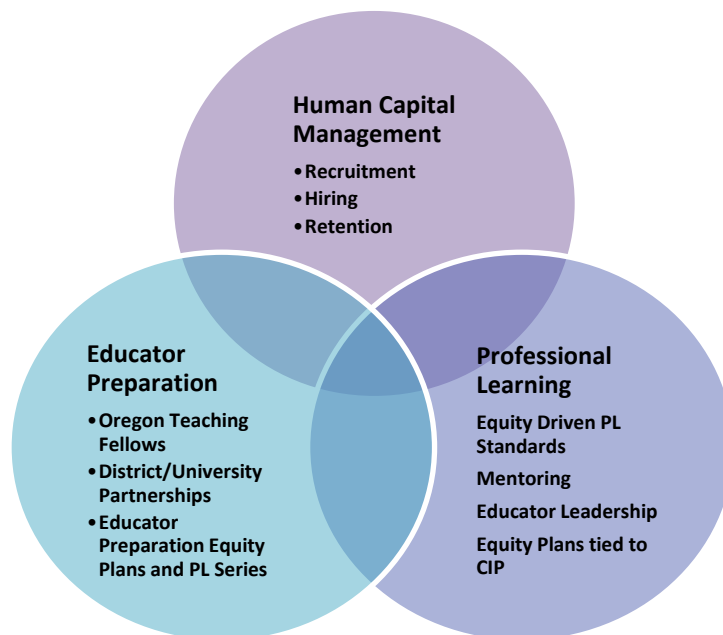 Human Capital
Management
•Recruitment
•Hiring
•Retention
Educator
Preparation
•Oregon Teaching
Fellows
•District/University
Partnerships
•Educator
Preparation Equity
Plans and PL Series
Professional
Learning
Equity Driven PL
Standards
Mentoring
Educator Leadership
Equity Plans tied to
CIP